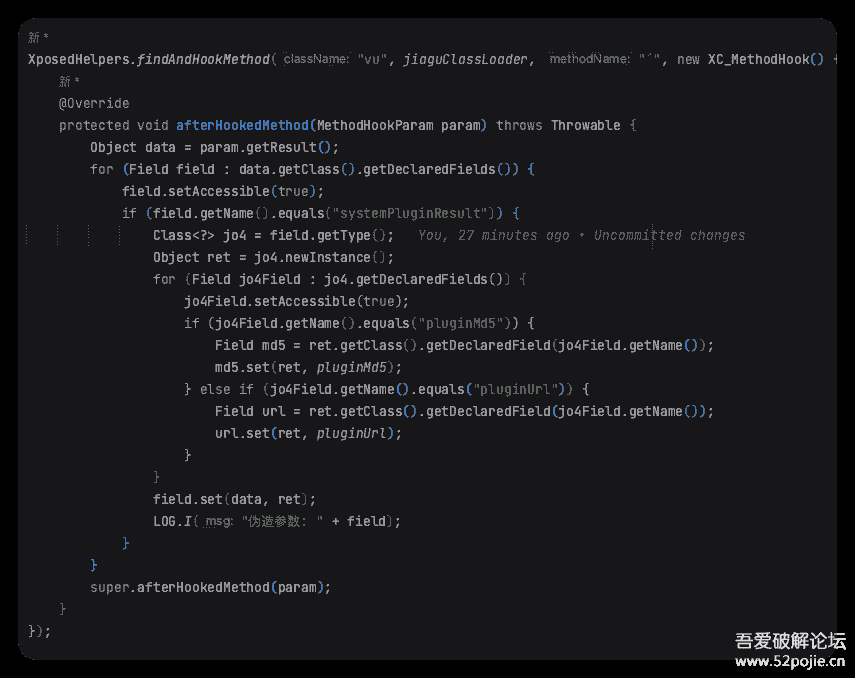 新 *
XposedHelpers.findAndHookMethod( className: "vu", jiaguClassLoader, methodName: "´", new XC_MethodHook() {
新 *
@Override
protected void afterHookedMethod(MethodHookParam param) throws Throwable {
Object data = param.getResult();
for (Field field : data.getClass().getDeclaredFields()) {
field.setAccessible(true);
if (field.getName().equals("systemPluginResult")) {
Class<?> jo4 = field.getType(); You, 27 minutes ago • Uncommitted changes
Object ret = jo4.newInstance();
for (Field jo4Field : jo4.getDeclaredFields()) {
jo4Field.setAccessible(true);
if (jo4Field.getName().equals("pluginMd5")) {
Field md5 = ret.getClass().getDeclaredField(jo4Field.getName());
md5.set(ret, pluginMd5);
} else if (jo4Field.getName().equals("pluginUrl")) {
Field url = ret.getClass().getDeclaredField(jo4Field.getName());
url.set(ret, pluginUrl);
}
}
field.set(data, ret);
LOG.I( msg: "伪造参数: " + field);
}
}
super.afterHookedMethod(param);
}
});
吾爱破解论坛
www.52pojie.cn